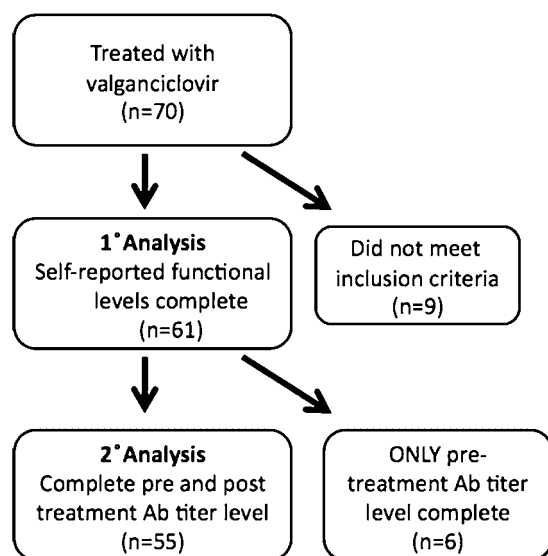 Treated with
valganciclovir
(n=70)
1˚Analysis
Self-reported functional
levels complete
(n=61)
Did not meet
inclusion criteria
(n=9)
2˚Analysis
Complete pre and post
treatment Ab titer level
(n=55)
ONLY pre-
treatment Ab titer
level complete
(n=6)